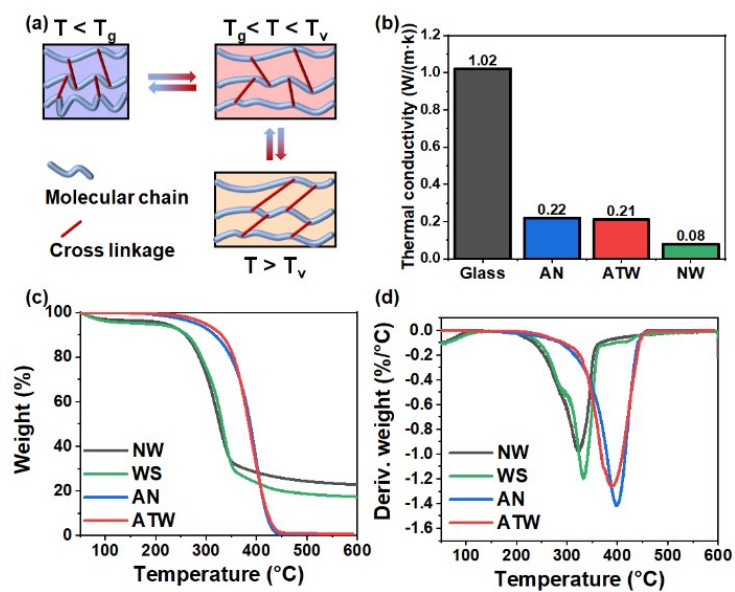 (a) T < Tg
Tg< T < Tv
Molecular chain
Cross linkage
T > Tv
(b)
Thermal conductivity (W/(m·k))
1.2
1.0
0.8
0.6
0.4
0.2
0.0
1.02
0.22
0.21
0.08
Glass AN ATW NW
(c)
Weight (%)
100
80
60
40
20
0
NW
WS
AN
ATW
100 200 300 400 500 600
Temperature (°C)
(d)
Deriv. weight (%/°C)
0.0
-0.2
-0.4
-0.6
-0.8
-1.0
-1.2
-1.4
-1.6
NW
WS
AN
ATW
100 200 300 400 500 600
Temperature (°C)